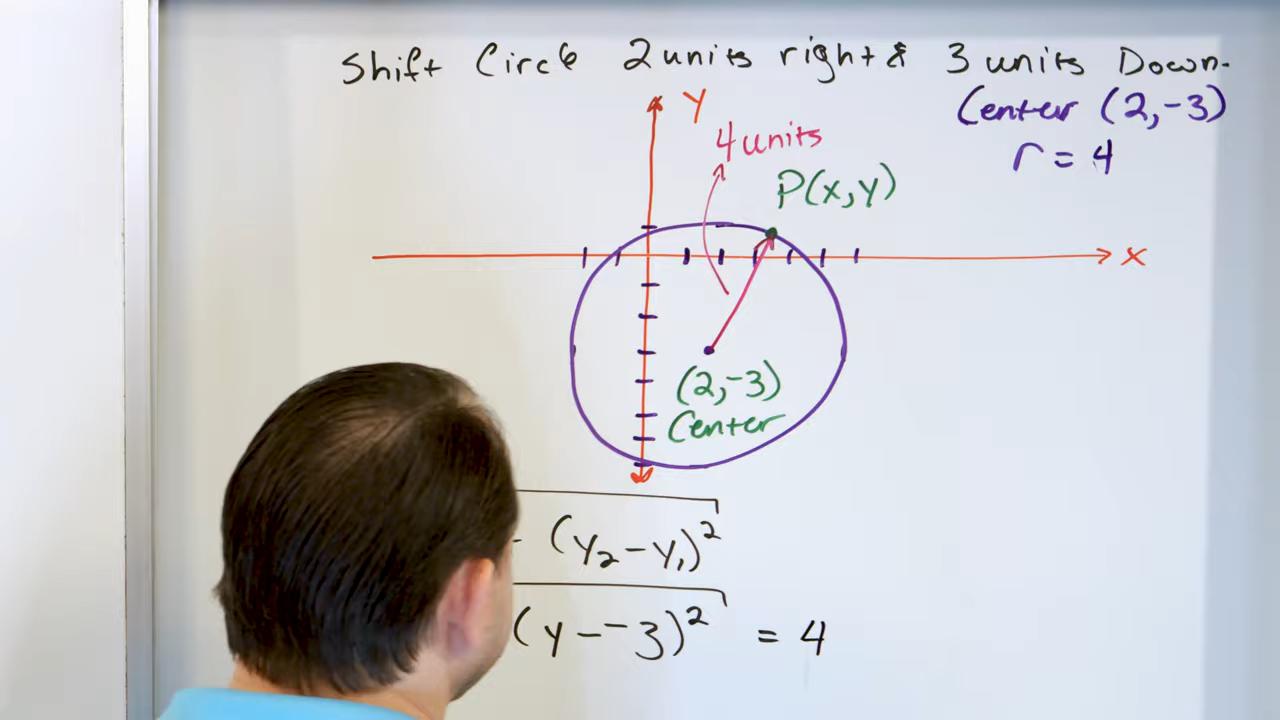 Shift Circle 2 units right & 3 units Down.
Center (2,-3)
r = 4
Y
4 units
P(x,y)
x
(2,-3)
Center
(y₂-y₁)²
(y--3)² = 4